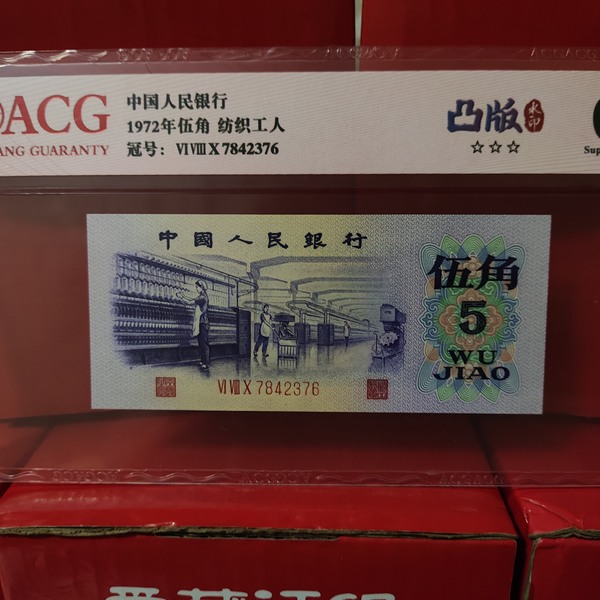 ACG
ANG GUARANTY
中国人民银行
1972年伍角 纺织工人
冠号: VI VIII X 7842376
凸版
水印
☆☆☆
Sup
中國人民銀行
伍角
5
WU
JIAO
VI VIII X 7842376